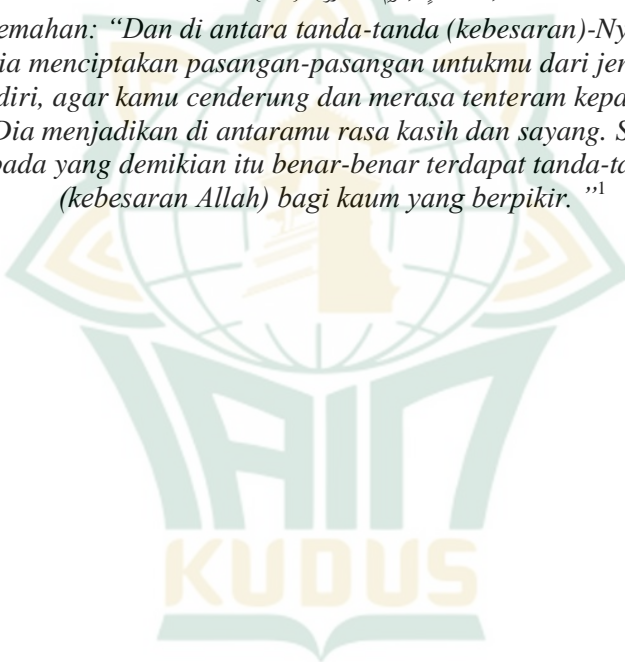 emahan: “Dan di antara tanda-tanda (kebesaran)-Ny
ia menciptakan pasangan-pasangan untukmu dari jer
diri, agar kamu cenderung dan merasa tenteram kepa
Dia menjadikan di antaramu rasa kasih dan sayang. S
pada yang demikian itu benar-benar terdapat tanda-ta
(kebesaran Allah) bagi kaum yang berpikir. ”1
IAIN
KUDUS